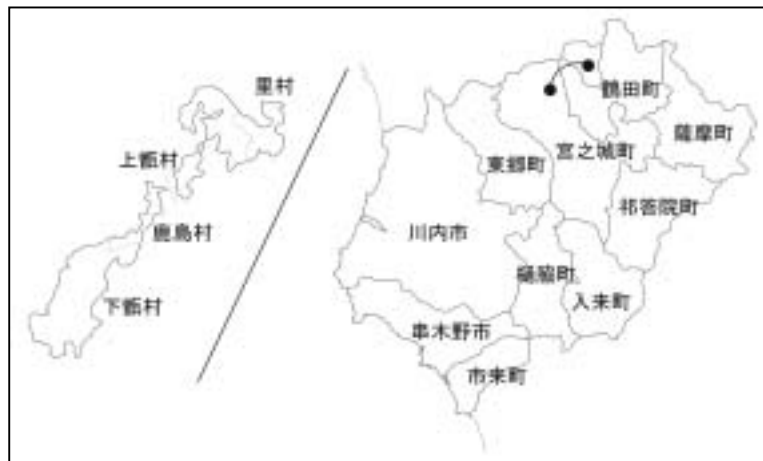 里村
上甑村
鹿島村
下甑村
鶴田町
薩摩町
宮之城町
東郷町
祁答院町
川内市
樋脇町
入来町
串木野市
市来町